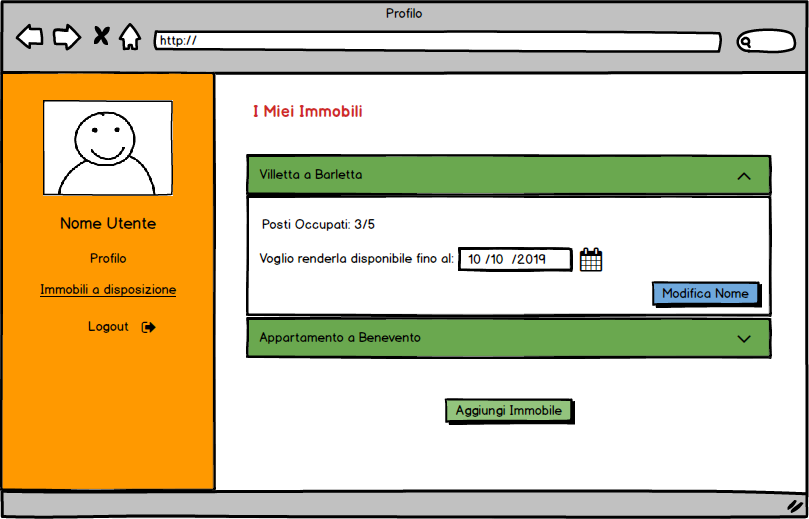 Profilo
http://
Nome Utente
Profilo
Immobili a disposizione
Logout
I Miei Immobili
Villetta a Barletta
Posti Occupati: 3/5
Voglio renderla disponibile fino al: 10 /10 /2019
Modifica Nome
Appartamento a Benevento
Aggiungi Immobile